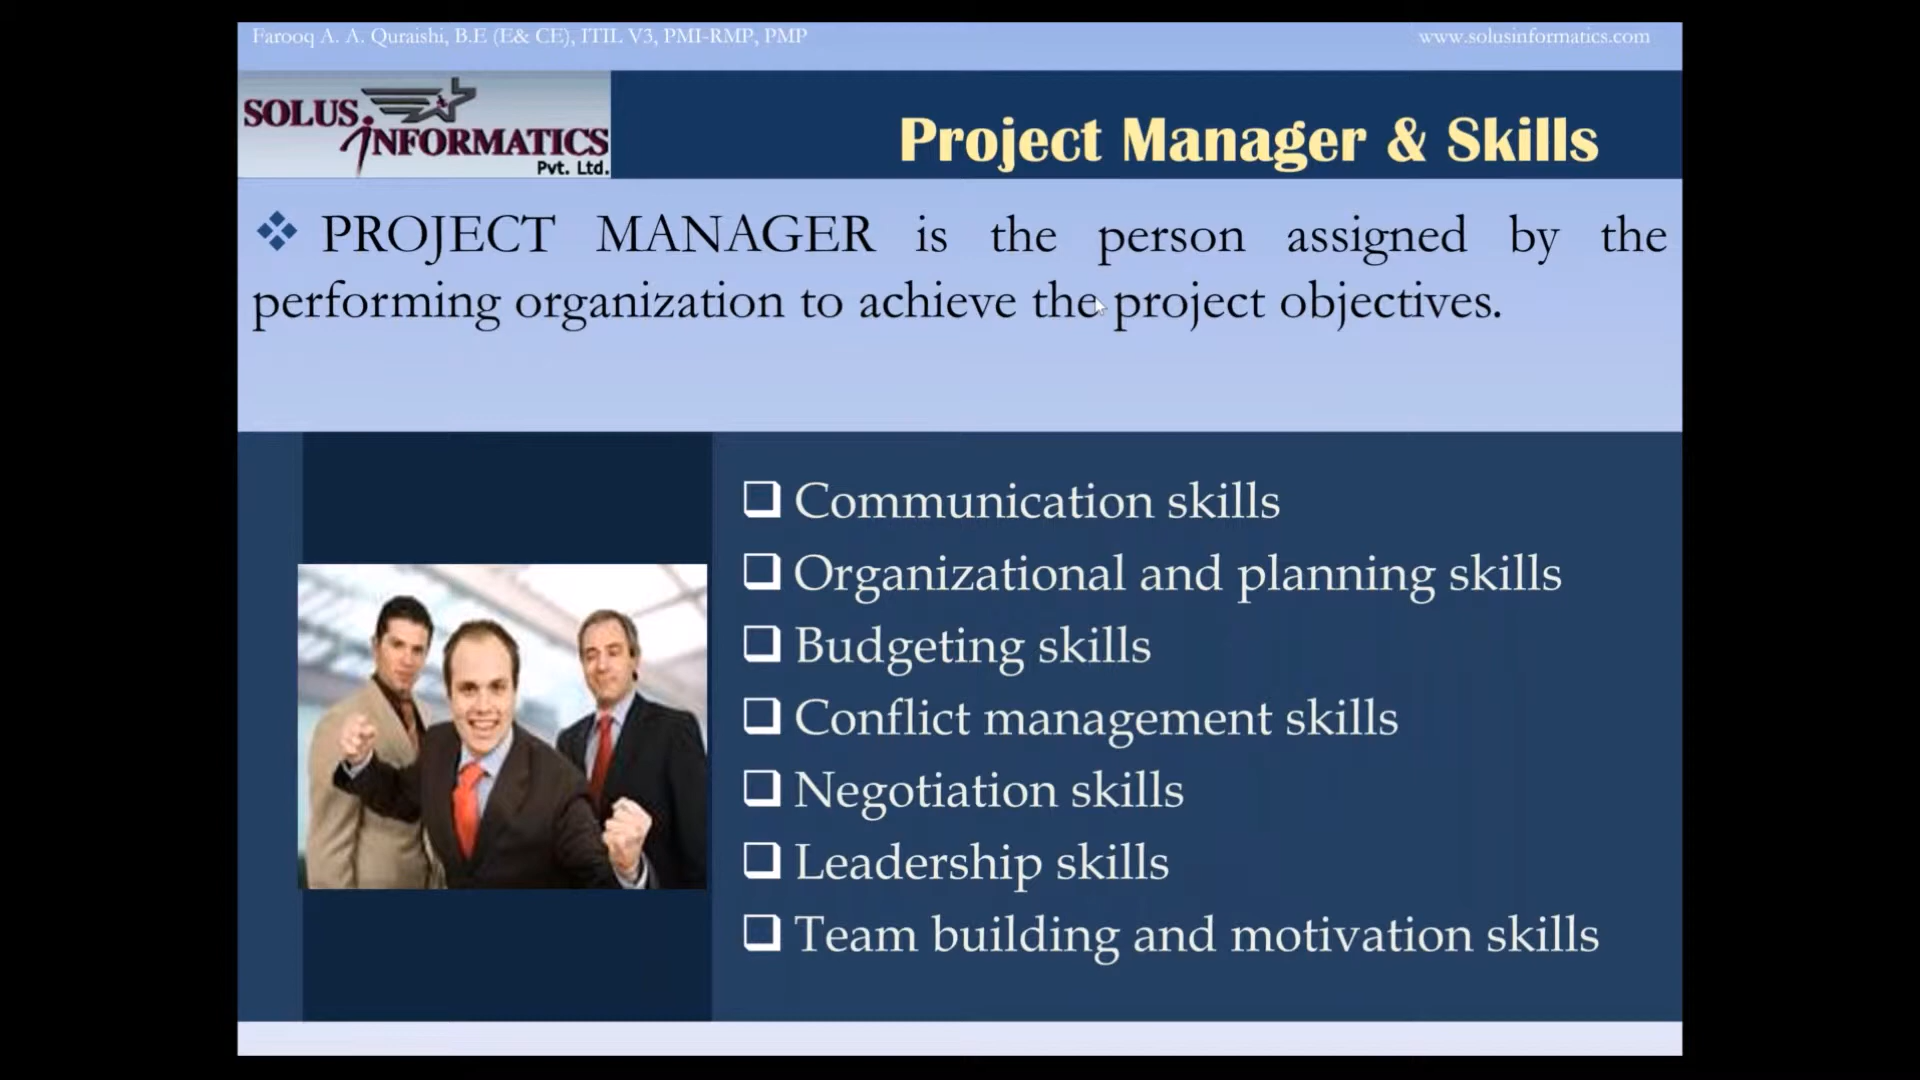 Farooq A. A. Quraishi, B.E (E& CE), ITIL V3, PMI-RMP, PMP
www.solusinformatics.com
SOLUS
INFORMATICS
Pvt. Ltd.
Project Manager & Skills
PROJECT MANAGER is the person assigned by the
performing organization to achieve the project objectives.
Communication skills
Organizational and planning skills
Budgeting skills
Conflict management skills
Negotiation skills
Leadership skills
Team building and motivation skills